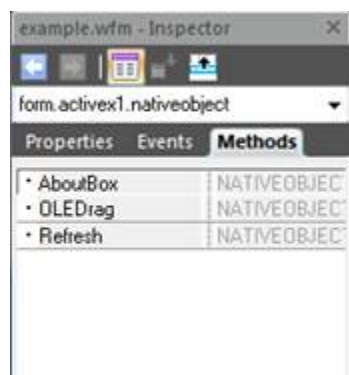 example.wfm - Inspector
form.activex1.nativeobject
Properties Events Methods
AboutBox NATIVEOBJEC
OLEDrag NATIVEOBJEC
Refresh NATIVEOBJEC